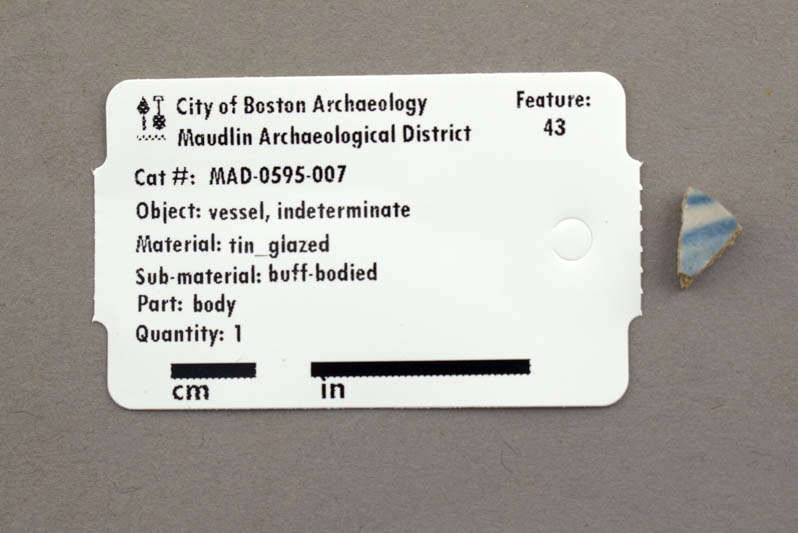 City of Boston Archaeology
Maudlin Archaeological District
Feature:
43
Cat #: MAD-0595-007
Object: vessel, indeterminate
Material: tin_glazed
Sub-material: buff-bodied
Part: body
Quantity: 1
cm
in